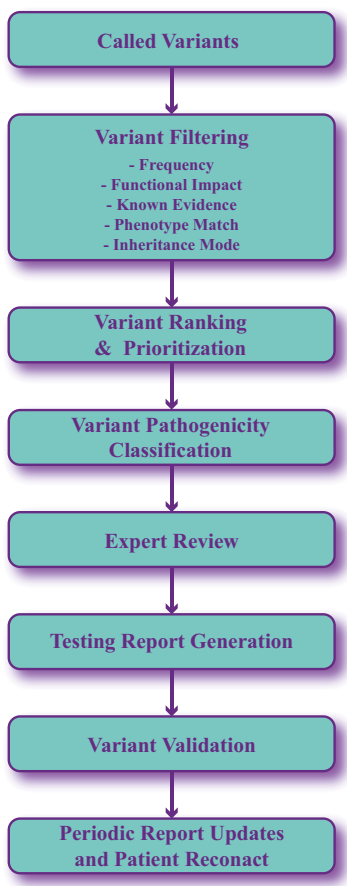 Called Variants
Variant Filtering
- Frequency
- Functional Impact
- Known Evidence
- Phenotype Match
- Inheritance Mode
Variant Ranking
& Prioritization
Variant Pathogenicity
Classification
Expert Review
Testing Report Generation
Variant Validation
Periodic Report Updates
and Patient Reconact